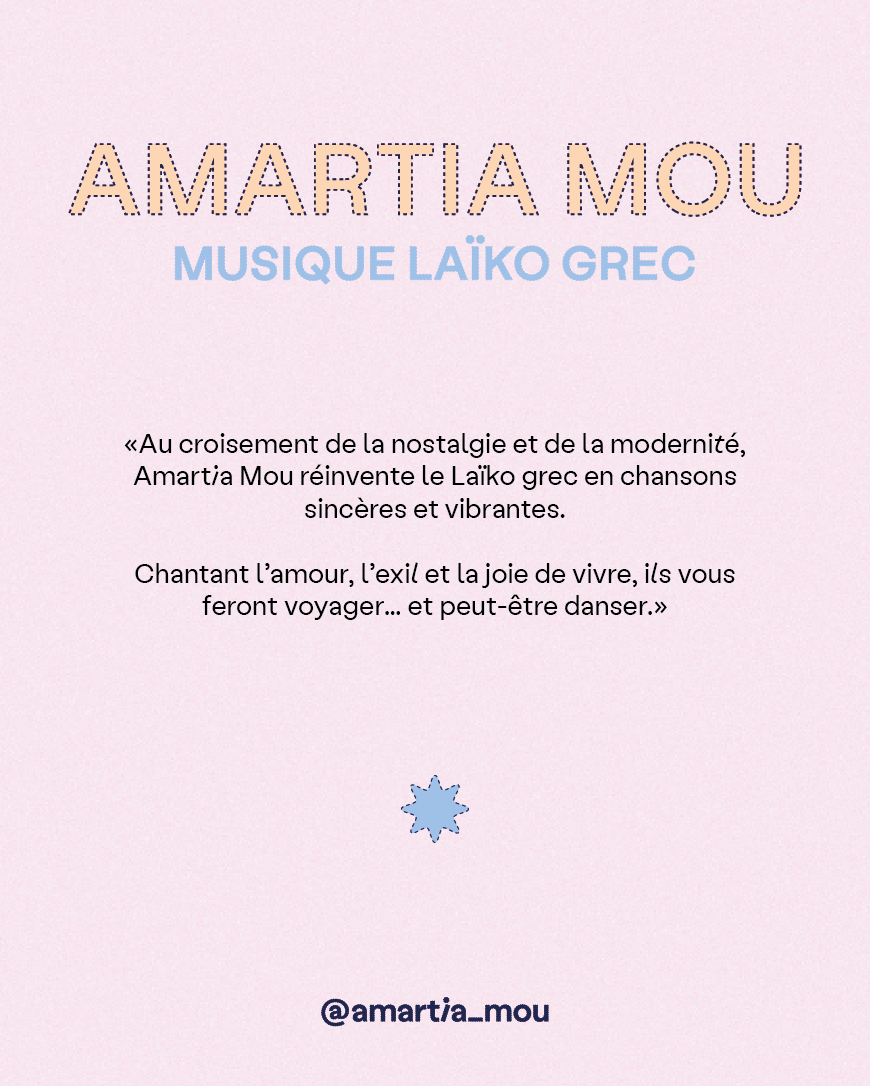 AMARTIA MOU
MUSIQUE LAÏKO GREC
«Au croisement de la nostalgie et de la modernité,
Amartia Mou réinvente le Laïko grec en chansons
sincères et vibrantes.
Chantant l’amour, l’exil et la joie de vivre, ils vous
feront voyager... et peut-être danser.»
@amartia_mou